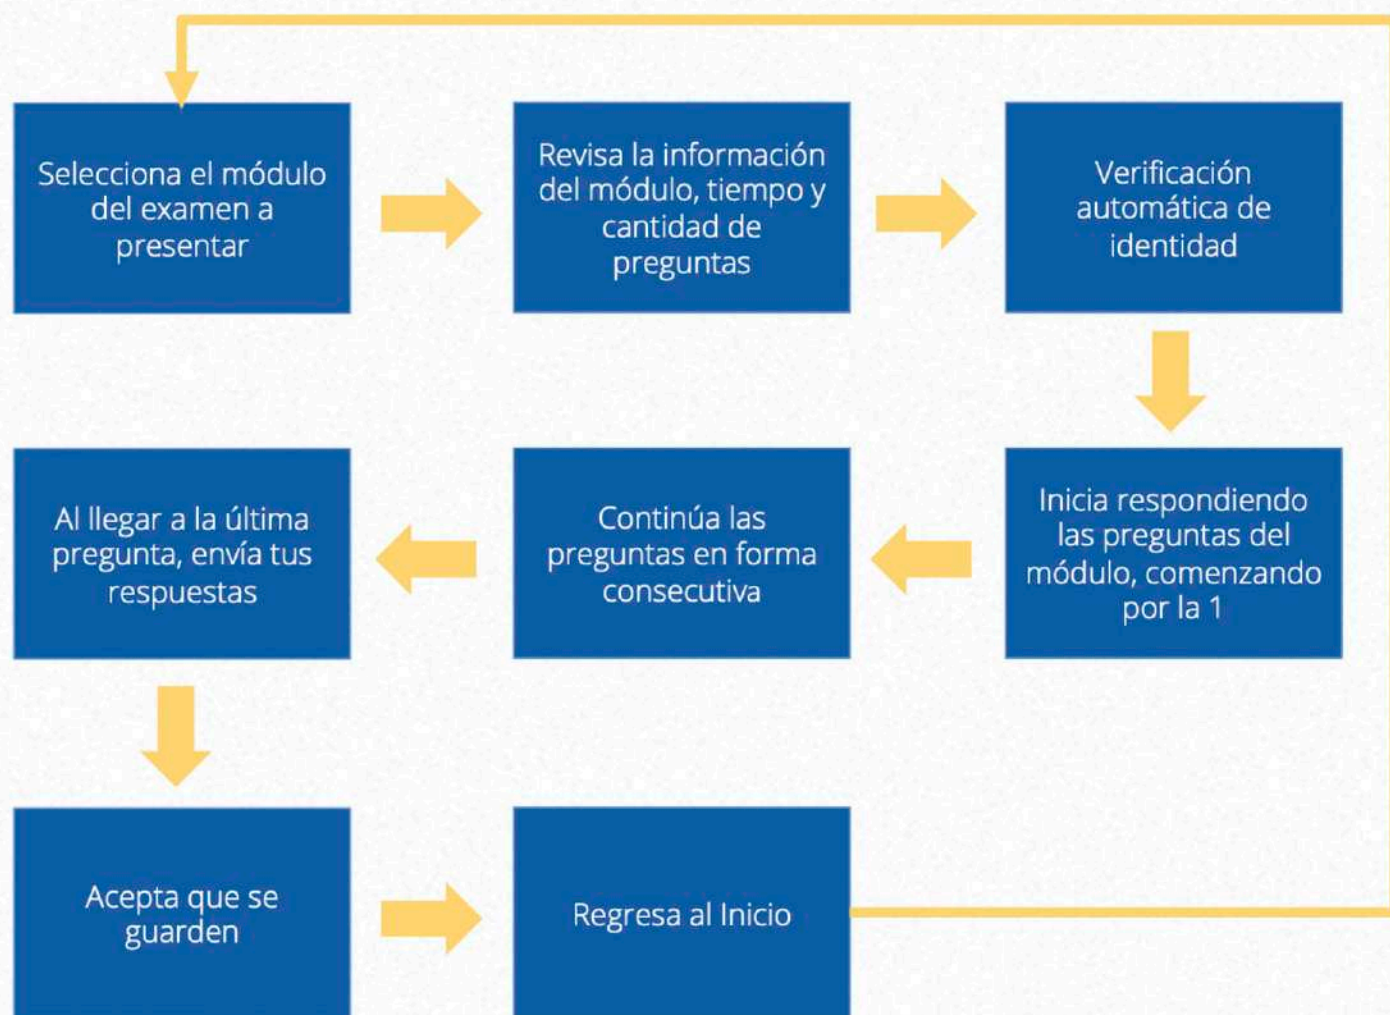 Selecciona el módulo
del examen a
presentar
Revisa la información
del módulo, tiempo y
cantidad de
preguntas
Verificación
automática de
identidad
Inicia respondiendo
las preguntas del
módulo, comenzando
por la 1
Continúa las
preguntas en forma
consecutiva
Al llegar a la última
pregunta, envía tus
respuestas
Acepta que se
guarden
Regresa al Inicio